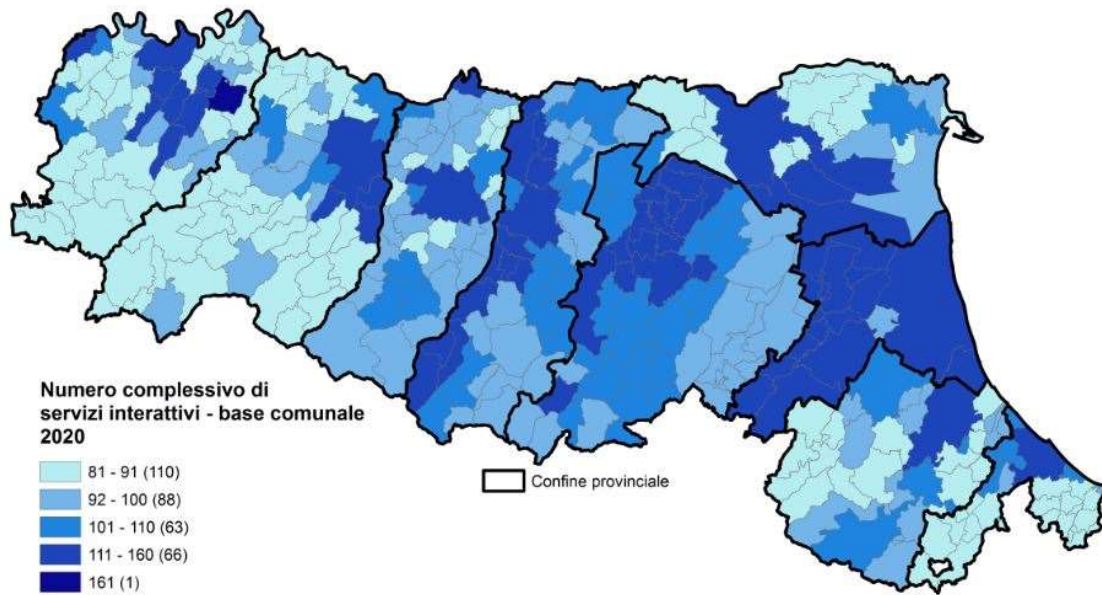 Numero complessivo di
servizi interattivi - base comunale
2020
81 - 91 (110)
92 - 100 (88)
101 - 110 (63)
111 - 160 (66)
161 (1)
Confine provinciale